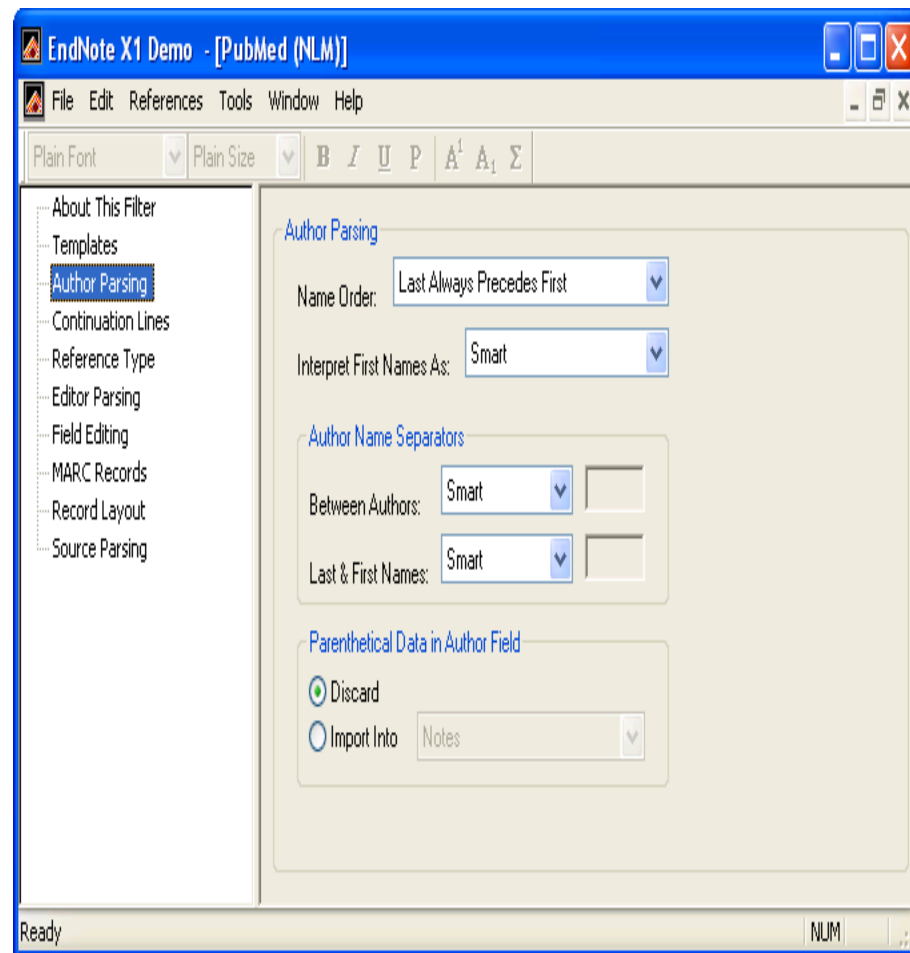 EndNote X1 Demo - [PubMed (NLM)]
File Edit References Tools Window Help
Plain Font Plain Size B I U P A1 A1 Σ
About This Filter
Templates
Author Parsing
Continuation Lines
Reference Type
Editor Parsing
Field Editing
MARC Records
Record Layout
Source Parsing
Author Parsing
Name Order: Last Always Precedes First
Interpret First Names As: Smart
Author Name Separators
Between Authors: Smart
Last & First Names: Smart
Parenthetical Data in Author Field
Discard
Import Into Notes
Ready NUM